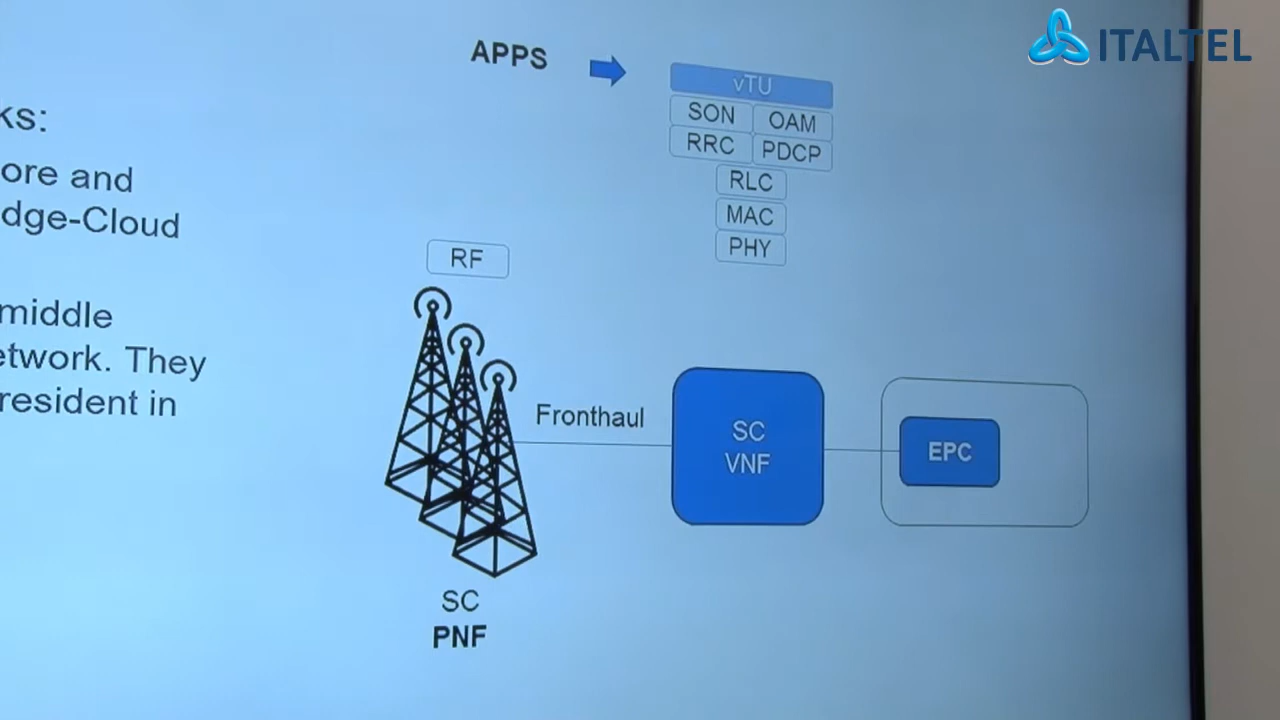 ITALTEL
APPS
vTU
SON OAM
RRC PDCP
RLC
MAC
PHY
ks:
ore and
dge-Cloud
middle
etwork. They
resident in
RF
Fronthaul
SC
VNF
EPC
SC
PNF